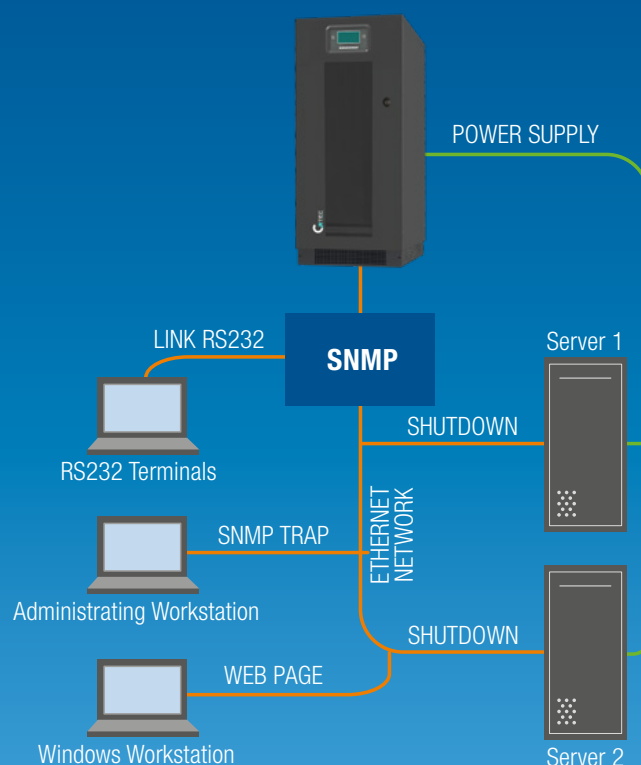 POWER SUPPLY
LINK RS232
SNMP
Server 1
SHUTDOWN
RS232 Terminals
ETHERNET
NETWORK
SNMP TRAP
Administrating Workstation
SHUTDOWN
WEB PAGE
Windows Workstation
Server 2